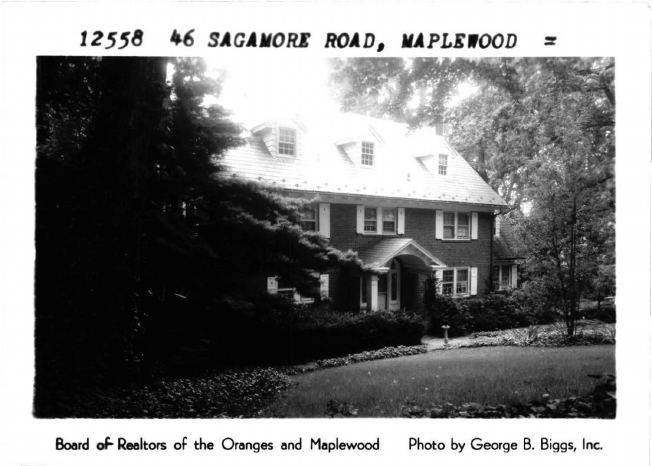 12558 46 SAGAMORE ROAD, MAPLEWOOD =
Board of Realtors of the Oranges and Maplewood Photo by George B. Biggs, Inc.